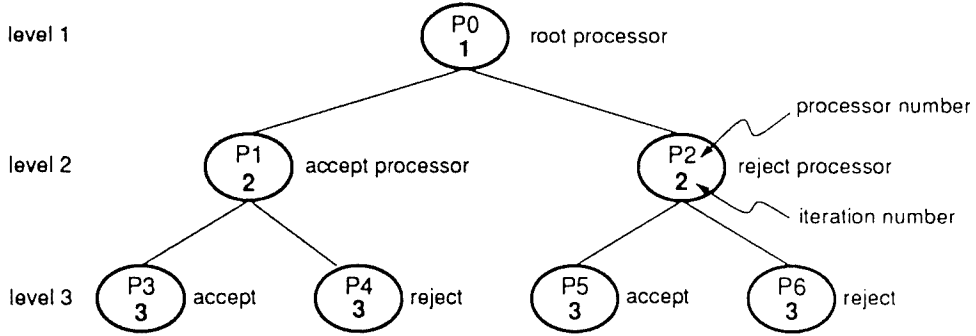 level 1
P0
1
root processor
processor number
level 2
P1
2
accept processor
P2
2
reject processor
iteration number
level 3
P3
3
accept
P4
3
reject
P5
3
accept
P6
3
reject